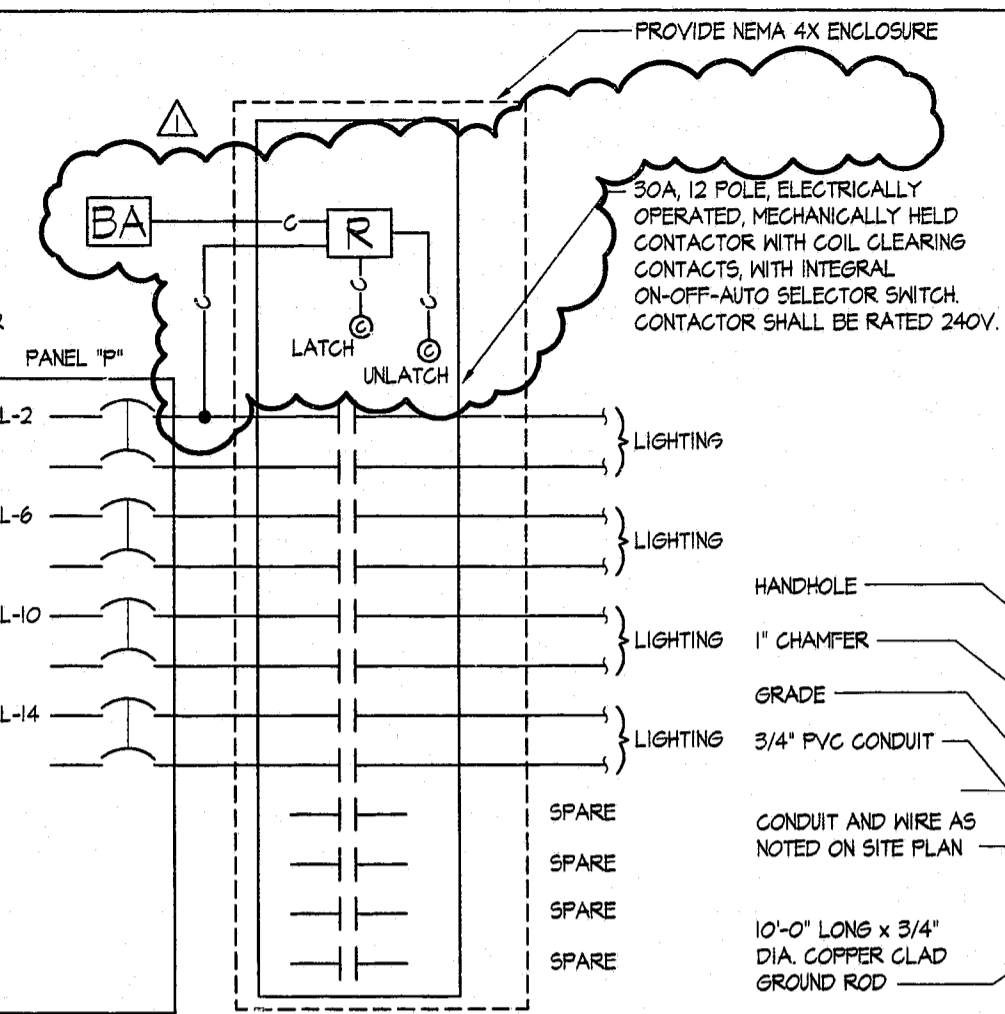 PROVIDE NEMA 4X ENCLOSURE
1
BA
C
R
C
C
C
C
LATCH
C
UNLATCH
30A, 12 POLE, ELECTRICALLY
OPERATED, MECHANICALLY HELD
CONTACTOR WITH COIL CLEARING
CONTACTS, WITH INTEGRAL
ON-OFF-AUTO SELECTOR SWITCH.
CONTACTOR SHALL BE RATED 240V.
R
PANEL "P"
L-2
LIGHTING
L-6
LIGHTING
L-10
LIGHTING
L-14
LIGHTING
SPARE
SPARE
SPARE
SPARE
HANDHOLE
1" CHAMFER
GRADE
3/4" PVC CONDUIT
CONDUIT AND WIRE AS
NOTED ON SITE PLAN
10'-0" LONG x 3/4"
DIA. COPPER CLAD
GROUND ROD